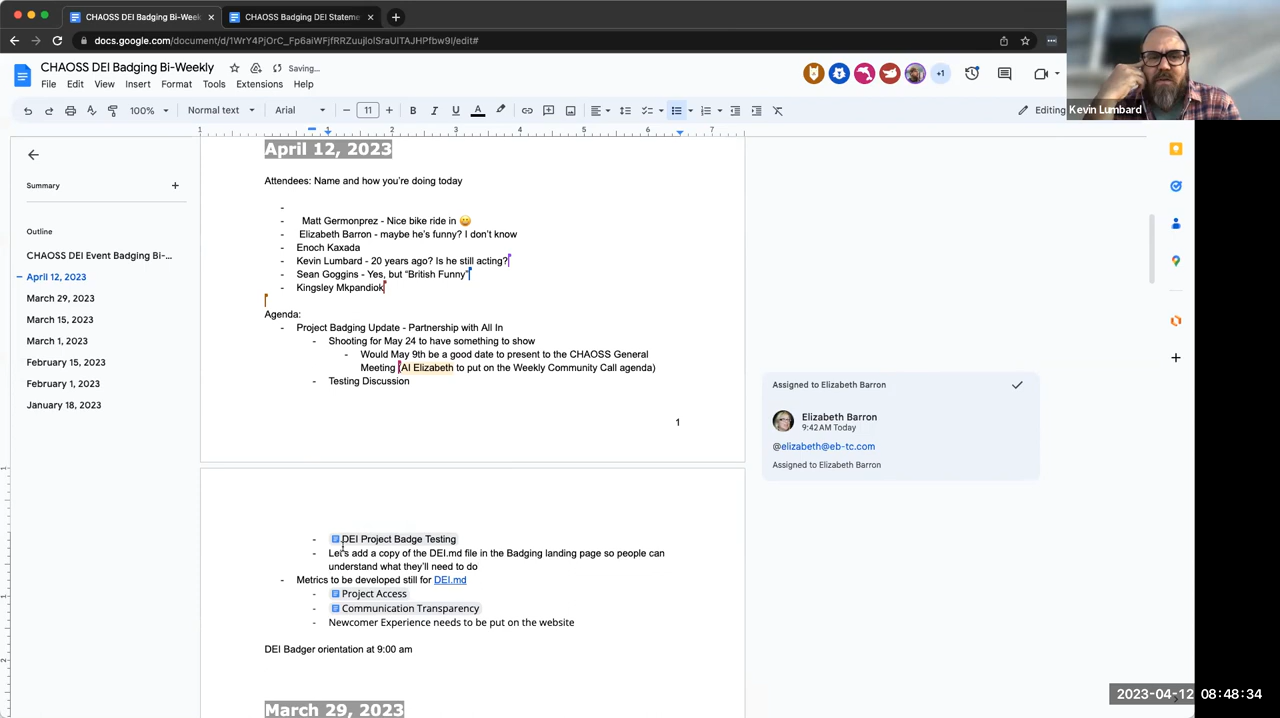 CHAOSS DEI Badging Bi-Week
CHAOSS Badging DEI Stateme
docs.google.com/document/d/1WrY4PjOrC_Fp6aiWFjfRRZuujlolSraUlTAJHPfbw9I/edit#
CHAOSS DEI Badging Bi-Weekly
Saving...
File Edit View Insert Format Tools Extensions Help
+1
100% Normal text Arial 11 Editing
Kevin Lumbard
1 1 2 3 4 5 6 7
Summary
Outline
CHAOSS DEI Event Badging Bi-...
April 12, 2023
March 29, 2023
March 15, 2023
March 1, 2023
February 15, 2023
February 1, 2023
January 18, 2023
April 12, 2023
Attendees: Name and how you're doing today
-
- Matt Germonprez - Nice bike ride in 😀
- Elizabeth Barron - maybe he's funny? I don't know
- Enoch Kaxada
- Kevin Lumbard - 20 years ago? Is he still acting?
- Sean Goggins - Yes, but "British Funny"
- Kingsley Mkpandiok
Agenda:
- Project Badging Update - Partnership with All In
- Shooting for May 24 to have something to show
- Would May 9th be a good date to present to the CHAOSS General
Meeting (AI Elizabeth to put on the Weekly Community Call agenda)
- Testing Discussion
1
- DEI Project Badge Testing
- Let's add a copy of the DEI.md file in the Badging landing page so people can
understand what they'll need to do
- Metrics to be developed still for DEI.md
- Project Access
- Communication Transparency
- Newcomer Experience needs to be put on the website
DEI Badger orientation at 9:00 am
March 29, 2023
Assigned to Elizabeth Barron
Elizabeth Barron
9:42 AM Today
@elizabeth@eb-tc.com
Assigned to Elizabeth Barron
2023-04-12 08:48:34